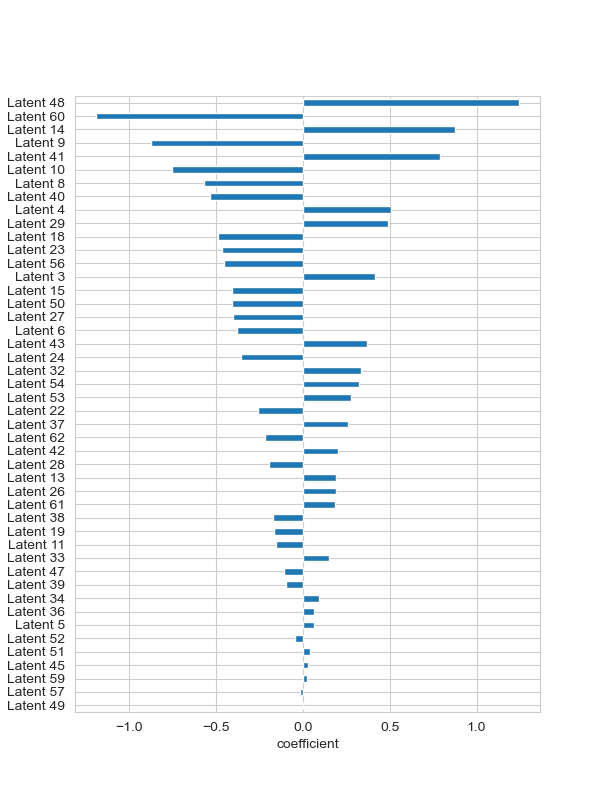 Latent 48
Latent 60
Latent 14
Latent 9
Latent 41
Latent 10
Latent 8
Latent 40
Latent 4
Latent 29
Latent 18
Latent 23
Latent 56
Latent 3
Latent 15
Latent 50
Latent 27
Latent 6
Latent 43
Latent 24
Latent 32
Latent 54
Latent 53
Latent 22
Latent 37
Latent 62
Latent 42
Latent 28
Latent 13
Latent 26
Latent 61
Latent 38
Latent 19
Latent 11
Latent 33
Latent 47
Latent 39
Latent 34
Latent 36
Latent 5
Latent 52
Latent 51
Latent 45
Latent 59
Latent 57
Latent 49
−1.0 −0.5 0.0 0.5 1.0
coefficient